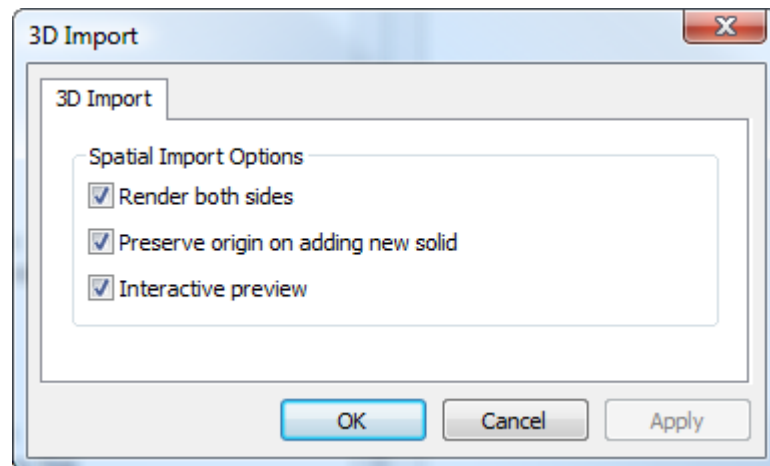 3D Import
3D Import
Spatial Import Options
Render both sides
Preserve origin on adding new solid
Interactive preview
OK Cancel Apply